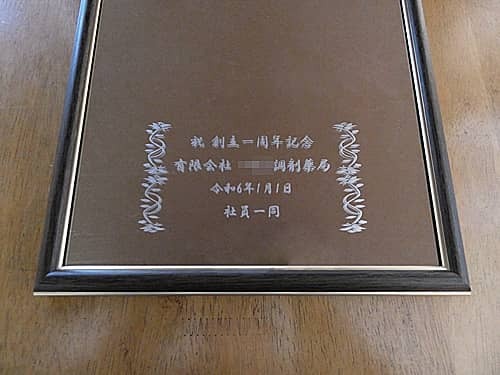 祝 創立一周年記念
有限会社 調剤薬局
令和6年1月1日
社員一同